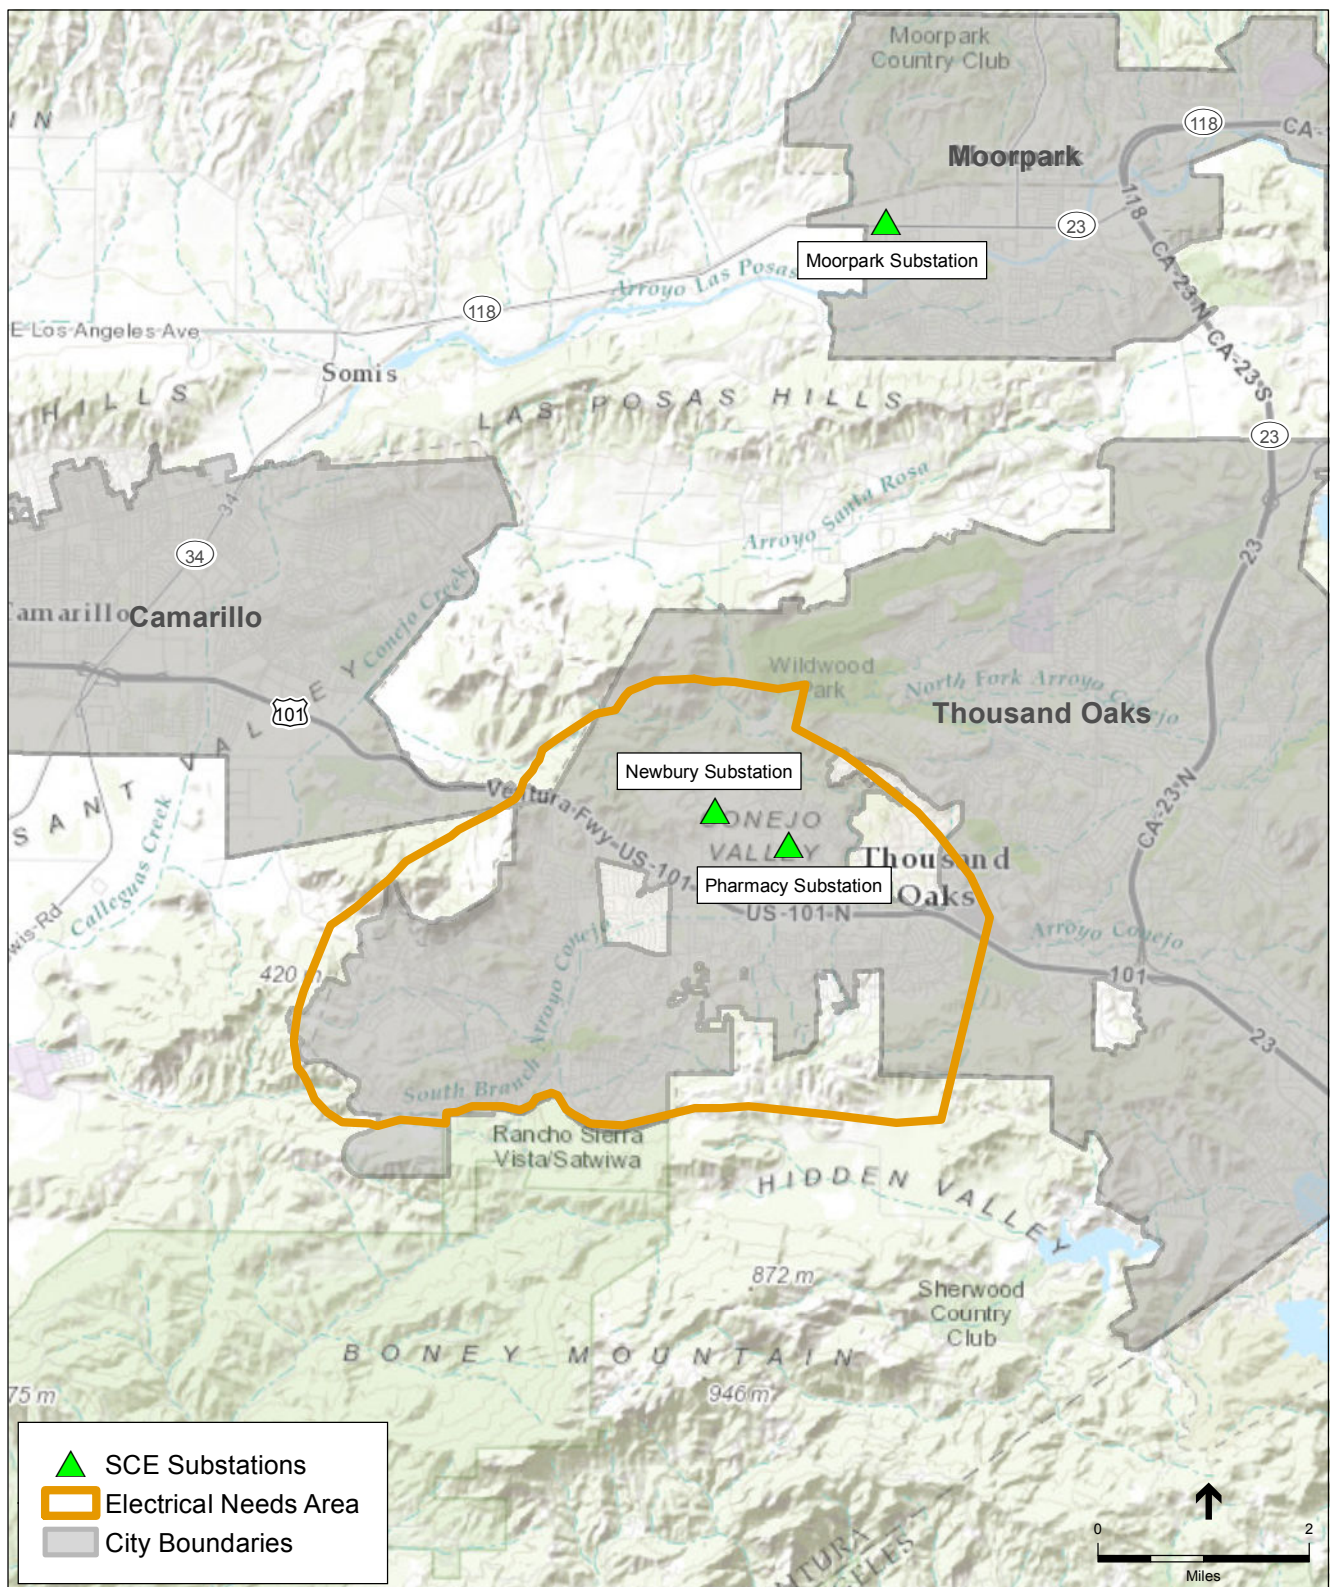 Moorpark
Country Club
I N
118
CA-
Moorpark
118
23
Moorpark Substation
CA-23-N
Arroyo Las Posas
118
E-Los-Angeles-Ave
CA-23-S
Somis
HILLS
LAS POSAS HILLS
23
Arroyo Santa Rosa
34
34
23
Conejo Creek
Camarillo
Camarillo
Wildwood
Park
North Fork Arroyo Conejo
Thousand Oaks
101
SANT VALLEY
Newbury Substation
CA-23-N
Ventura-Fwy-US-101
CONEJO
VALLEY
Thousand
Oaks
Pharmacy Substation
Calleguas Creek
US-101-N
wis-Rd
Arroyo Conejo
420 m
101
23
South Branch Arroyo Conejo
Rancho Sierra
Vista/Satwiwa
HIDDEN VALLEY
872 m
Sherwood
Country
Club
BONEY MOUNTAIN
75 m
946 m
SCE Substations
Electrical Needs Area
City Boundaries
0
2
Miles